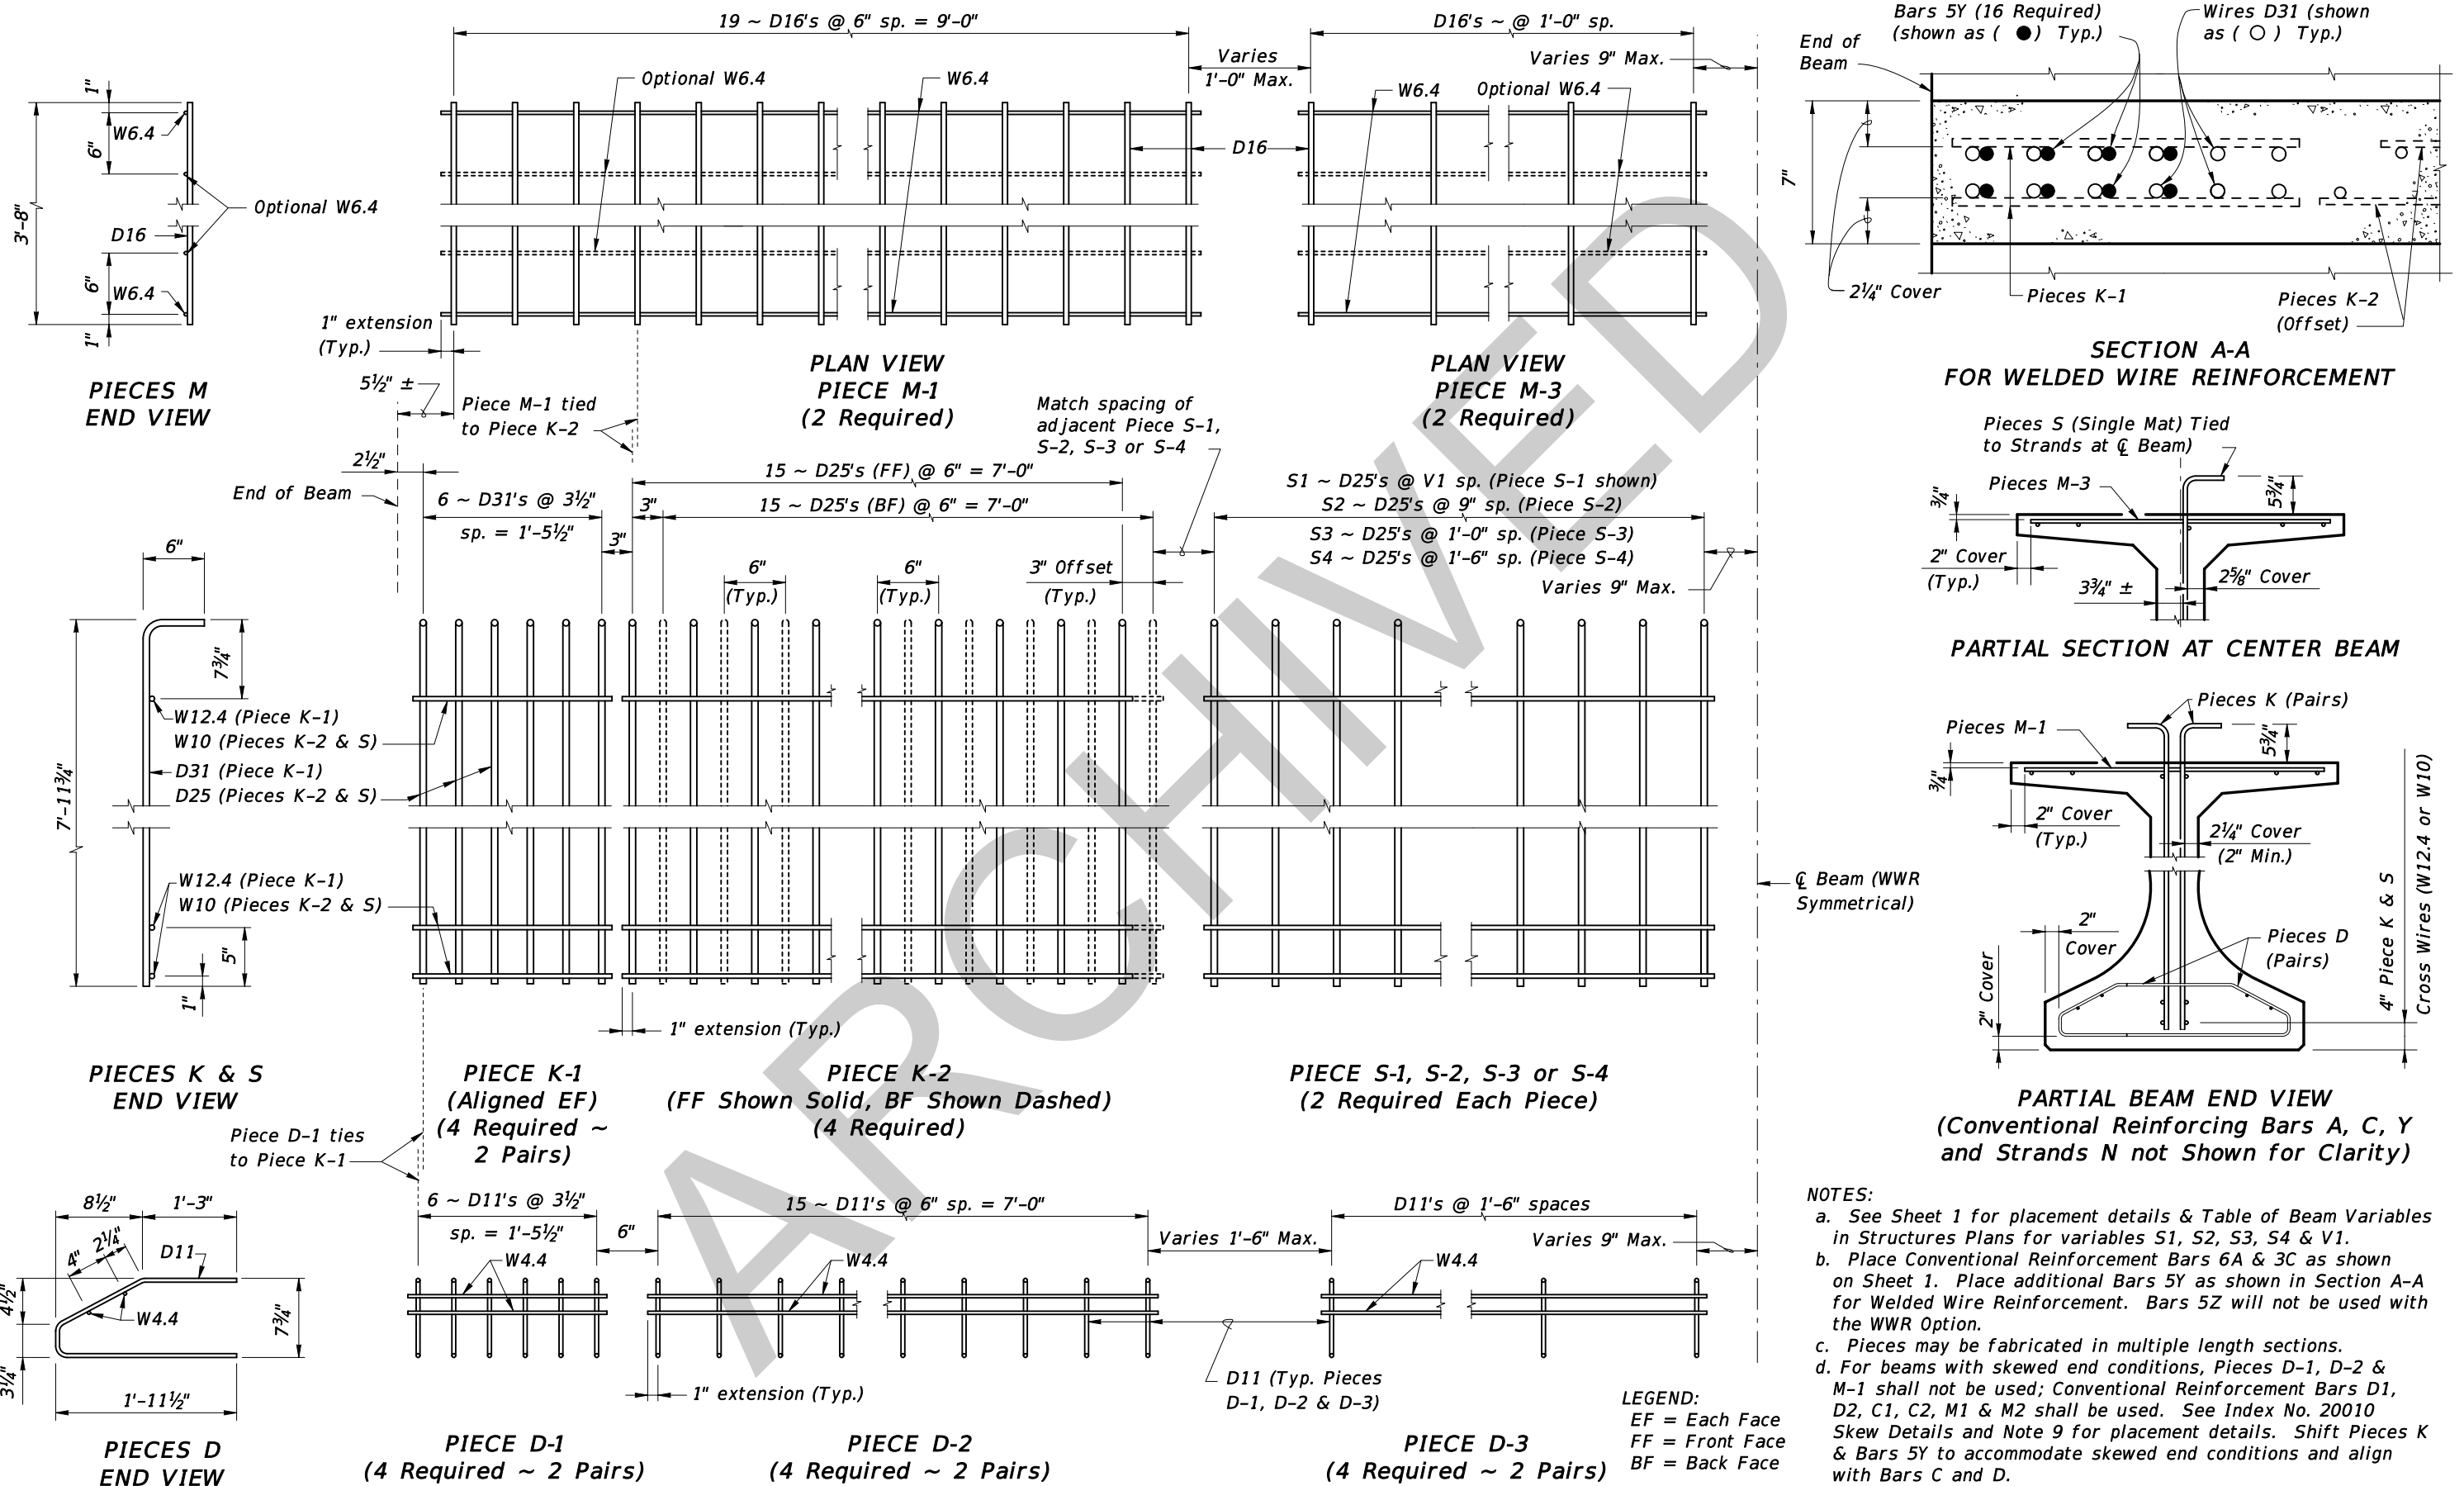 19 ~ D16's @ 6" sp. = 9'-0"
D16's ~ @ 1'-0" sp.
Varies
1'-0" Max.
Varies 9" Max.
1"
6"
3'-8"
6"
1"
W6.4
Optional W6.4
D16
W6.4
PIECES M
END VIEW
Optional W6.4
W6.4
D16
1" extension
(Typ.)
5½" ±
PLAN VIEW
PIECE M-1
(2 Required)
W6.4
Optional W6.4
PLAN VIEW
PIECE M-3
(2 Required)
Bars 5Y (16 Required)
(shown as ( ● ) Typ.)
Wires D31 (shown
as ( ○ ) Typ.)
End of
Beam
7"
2¼" Cover
Pieces K-1
Pieces K-2
(Offset)
SECTION A-A
FOR WELDED WIRE REINFORCEMENT
Piece M-1 tied
to Piece K-2
Match spacing of
adjacent Piece S-1,
S-2, S-3 or S-4
2½"
End of Beam
6 ~ D31's @ 3½"
sp. = 1'-5½"
3"
15 ~ D25's (FF) @ 6" = 7'-0"
3"
15 ~ D25's (BF) @ 6" = 7'-0"
6"
(Typ.)
6"
(Typ.)
3" Offset
(Typ.)
S1 ~ D25's @ V1 sp. (Piece S-1 shown)
S2 ~ D25's @ 9" sp. (Piece S-2)
S3 ~ D25's @ 1'-0" sp. (Piece S-3)
S4 ~ D25's @ 1'-6" sp. (Piece S-4)
Varies 9" Max.
6"
7¾"
7'-11¾"
W12.4 (Piece K-1)
W10 (Pieces K-2 & S)
D31 (Piece K-1)
D25 (Pieces K-2 & S)
W12.4 (Piece K-1)
W10 (Pieces K-2 & S)
5"
1"
PIECES K & S
END VIEW
1" extension (Typ.)
℄ Beam (WWR
Symmetrical)
PIECE K-1
(Aligned EF)
(4 Required ~
2 Pairs)
PIECE K-2
(FF Shown Solid, BF Shown Dashed)
(4 Required)
PIECE S-1, S-2, S-3 or S-4
(2 Required Each Piece)
Pieces S (Single Mat) Tied
to Strands at ℄ Beam)
Pieces M-3
¾"
5¾"
2" Cover
(Typ.)
3¾" ±
2⅝" Cover
PARTIAL SECTION AT CENTER BEAM
Pieces K (Pairs)
Pieces M-1
5¾"
¾"
2" Cover
(Typ.)
2¼" Cover
(2" Min.)
2"
Cover
Pieces D
(Pairs)
2" Cover
4" Piece K & S
Cross Wires (W12.4 or W10)
PARTIAL BEAM END VIEW
(Conventional Reinforcing Bars A, C, Y
and Strands N not Shown for Clarity)
Piece D-1 ties
to Piece K-1
8½"
1'-3"
2¼"
4"
D11
4½"
W4.4
7¾"
3¼"
1'-11½"
PIECES D
END VIEW
6 ~ D11's @ 3½"
sp. = 1'-5½"
6"
W4.4
15 ~ D11's @ 6" sp. = 7'-0"
W4.4
Varies 1'-6" Max.
D11's @ 1'-6" spaces
Varies 9" Max.
W4.4
1" extension (Typ.)
D11 (Typ. Pieces
D-1, D-2 & D-3)
PIECE D-1
(4 Required ~ 2 Pairs)
PIECE D-2
(4 Required ~ 2 Pairs)
PIECE D-3
(4 Required ~ 2 Pairs)
LEGEND:
EF = Each Face
FF = Front Face
BF = Back Face
NOTES:
a. See Sheet 1 for placement details & Table of Beam Variables
in Structures Plans for variables S1, S2, S3, S4 & V1.
b. Place Conventional Reinforcement Bars 6A & 3C as shown
on Sheet 1. Place additional Bars 5Y as shown in Section A-A
for Welded Wire Reinforcement. Bars 5Z will not be used with
the WWR Option.
c. Pieces may be fabricated in multiple length sections.
d. For beams with skewed end conditions, Pieces D-1, D-2 &
M-1 shall not be used; Conventional Reinforcement Bars D1,
D2, C1, C2, M1 & M2 shall be used. See Index No. 20010
Skew Details and Note 9 for placement details. Shift Pieces K
& Bars 5Y to accommodate skewed end conditions and align
with Bars C and D.
ARCHIVED